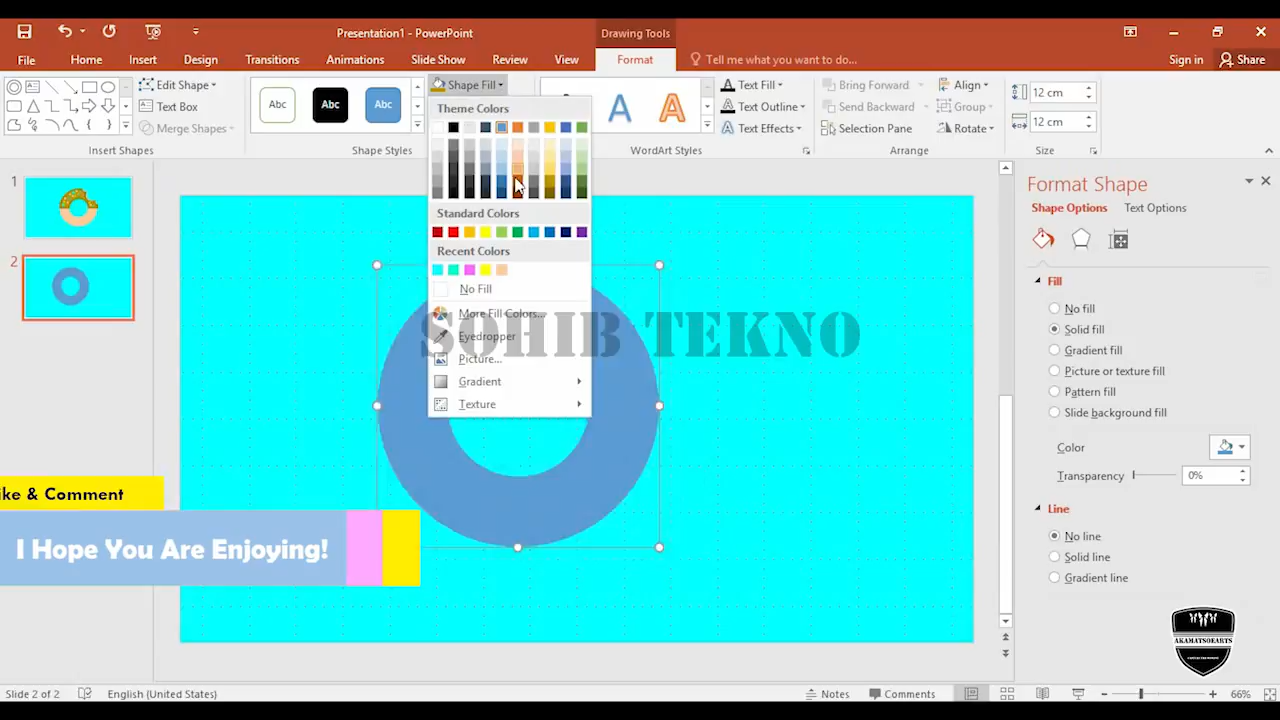 Presentation1 - PowerPoint
Drawing Tools
File Home Insert Design Transitions Animations Slide Show Review View Format Tell me what you want to do... Sign in Share
Edit Shape
Text Box
Merge Shapes
Insert Shapes
Abc Abc Abc
Shape Styles
Shape Fill
Theme Colors
Standard Colors
Recent Colors
No Fill
More Fill Colors...
Eyedropper
Picture...
Gradient
Texture
A A
Text Fill
Text Outline
Text Effects
WordArt Styles
Bring Forward
Send Backward
Selection Pane
Align
Group
Rotate
Arrange
12 cm
12 cm
Size
1
2
SOHIB TEKNO
ike & Comment
I Hope You Are Enjoying!
Format Shape
Shape Options Text Options
Fill
No fill
Solid fill
Gradient fill
Picture or texture fill
Pattern fill
Slide background fill
Color
Transparency 0%
Line
No line
Solid line
Gradient line
AKAMATSORARTS
Slide 2 of 2 English (United States) Notes Comments 66%